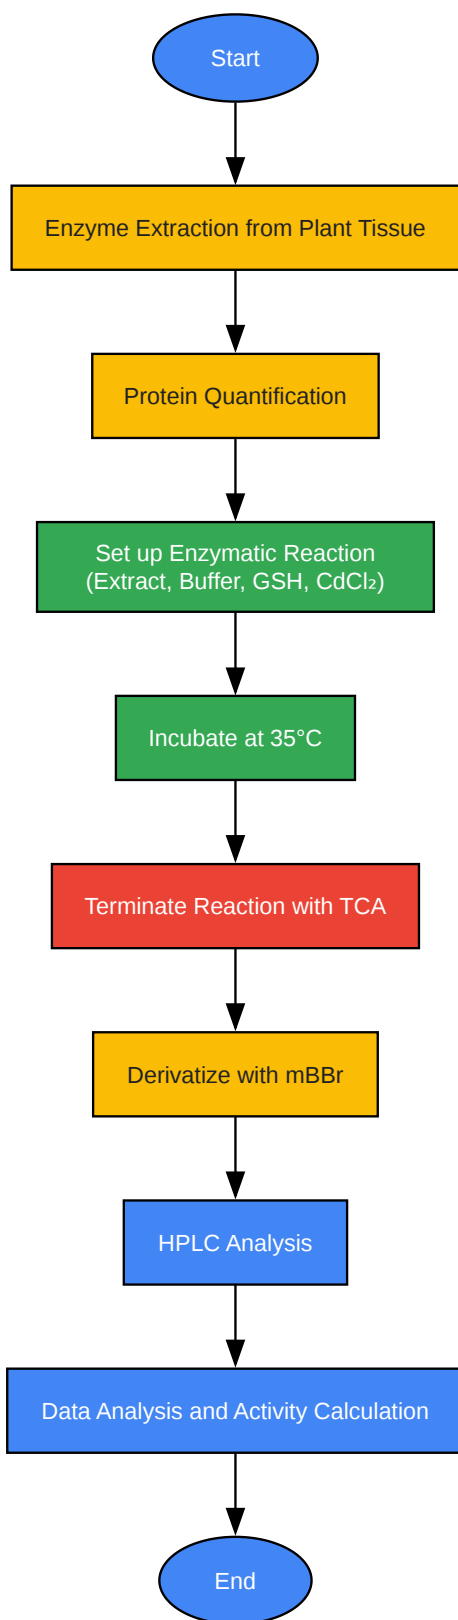 Start
Enzyme Extraction from Plant Tissue
Protein Quantification
Set up Enzymatic Reaction
(Extract, Buffer, GSH, CdCl₂)
Incubate at 35°C
Terminate Reaction with TCA
Derivatize with mBBr
HPLC Analysis
Data Analysis and Activity Calculation
End